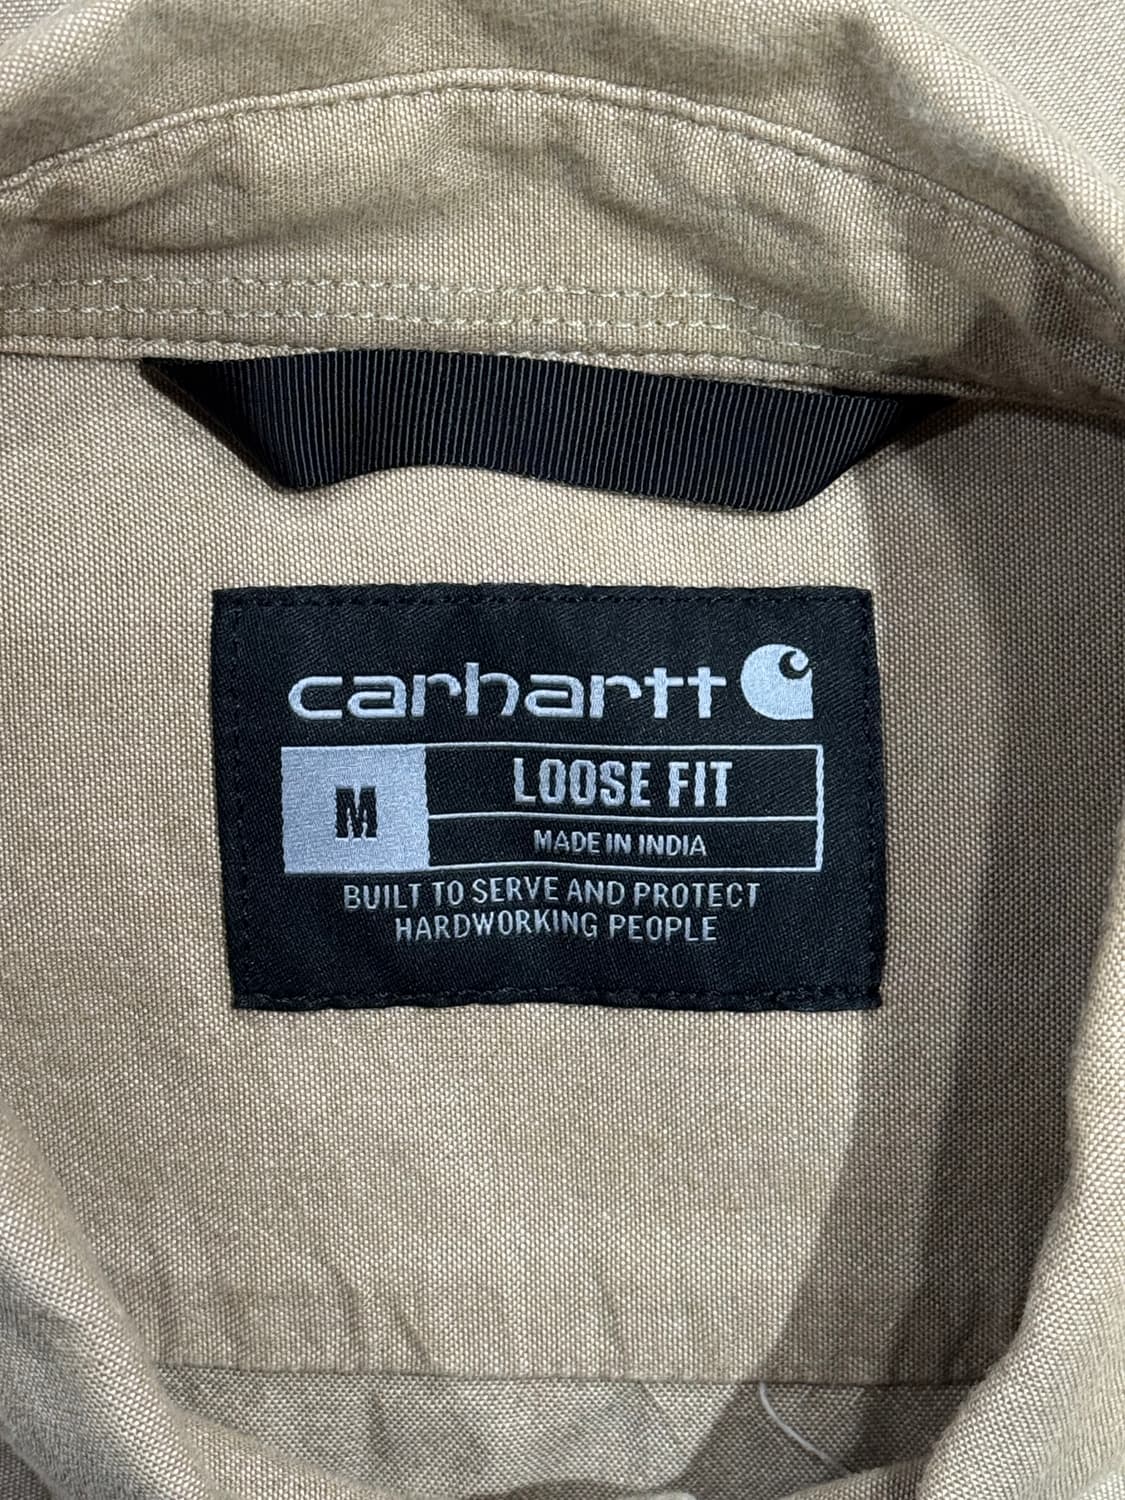 carhartt
M
LOOSE FIT
MADE IN INDIA
BUILT TO SERVE AND PROTECT
HARDWORKING PEOPLE